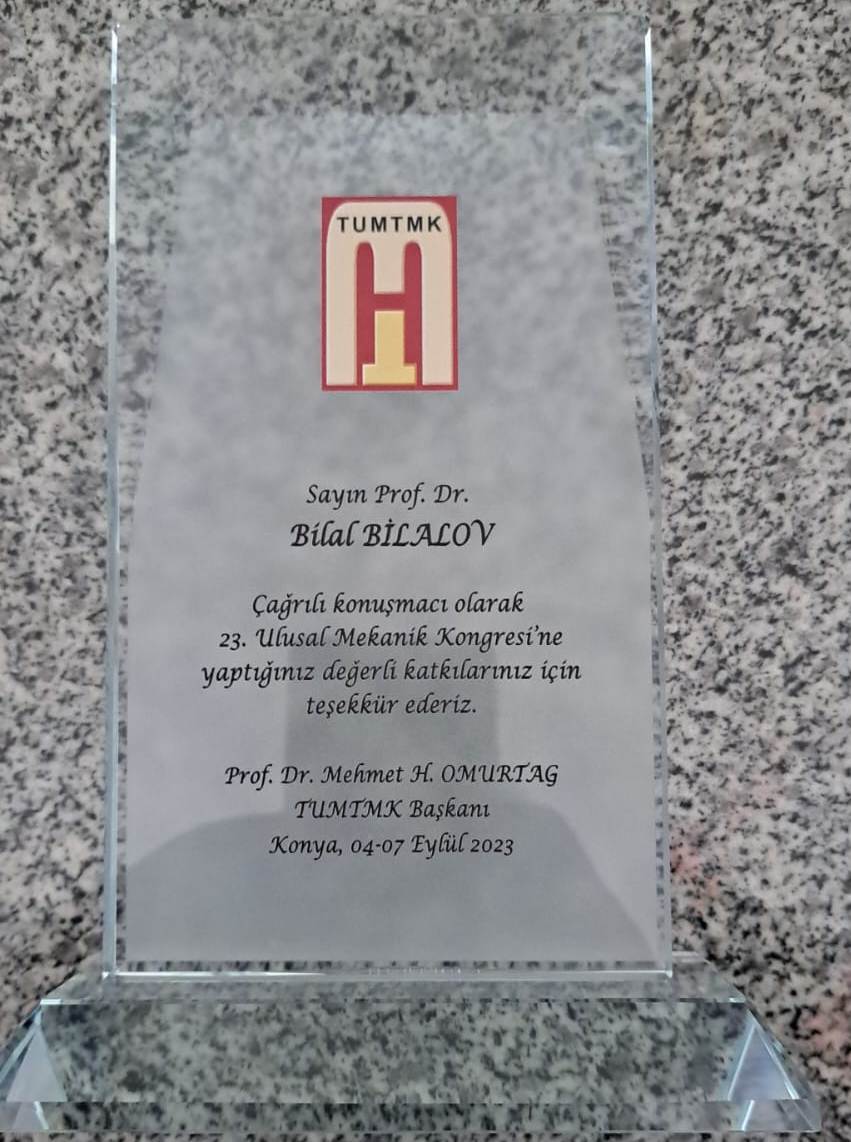 TUMTMK
Sayın Prof. Dr.
Bilal BİLALOV
Çağrılı konuşmacı olarak
23. Ulusal Mekanik Kongresi'ne
yaptığınız değerli katkılarınız için
teşekkür ederiz.
Prof. Dr. Mehmet H. OMURTAG
TUMTMK Başkanı
Konya, 04-07 Eylül 2023